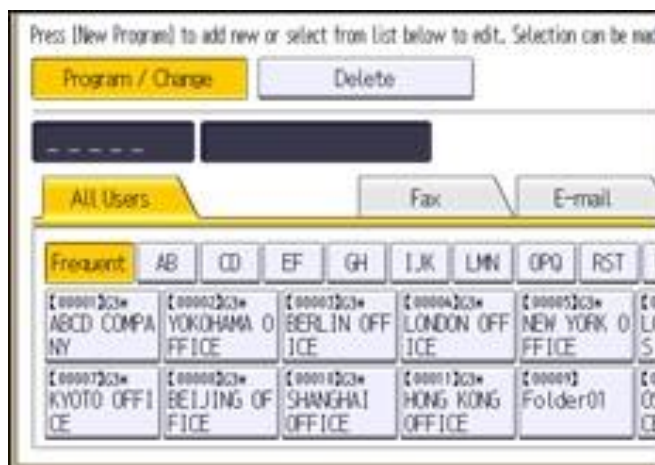 Press [New Program] to add new or select from list below to edit. Selection can be mad
Program / Change
Delete
_ _ _ _ _
All Users
Fax
E-mail
Frequent
AB
CD
EF
GH
IJK
LMN
OPQ
RST
【00001】G3*
ABCD COMPA
NY
【00002】G3*
YOKOHAMA O
FFICE
【00003】G3*
BERLIN OFF
ICE
【00004】G3*
LONDON OFF
ICE
【00005】G3*
NEW YORK O
FFICE
【00007】G3*
KYOTO OFFI
CE
【00008】G3*
BEIJING OF
FICE
【00010】G3*
SHANGHAI
OFFICE
【00011】G3*
HONG KONG
OFFICE
【00009】
Folder01